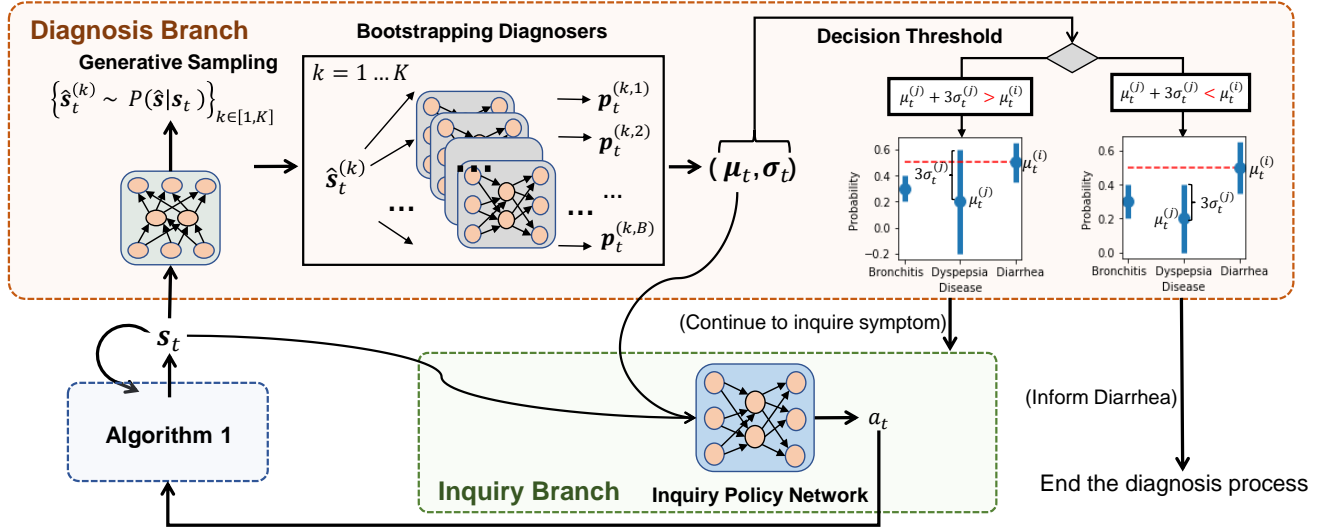 Diagnosis Branch
Generative Sampling
{ŝ_t^(k) ~ P(ŝ|s_t)}_{k∈[1,K]}
Bootstrapping Diagnosers
k = 1 … K
ŝ_t^(k)
...
...
...
...
...
p_t^(k,1)
p_t^(k,2)
p_t^(k,B)
(μ_t, σ_t)
Decision Threshold
μ_t^(j) + 3σ_t^(j) > μ_t^(i)
μ_t^(j) + 3σ_t^(j) < μ_t^(i)
Probability
0.6
0.4
0.2
0.0
−0.2
3σ_t^(j)
μ_t^(j)
μ_t^(i)
Bronchitis Dyspepsia Diarrhea
Disease
Probability
0.6
0.4
0.2
0.0
μ_t^(j)
3σ_t^(j)
μ_t^(i)
Bronchitis Dyspepsia Diarrhea
Disease
s_t
(Continue to inquire symptom)
Algorithm 1
a_t
(Inform Diarrhea)
Inquiry Branch
Inquiry Policy Network
End the diagnosis process